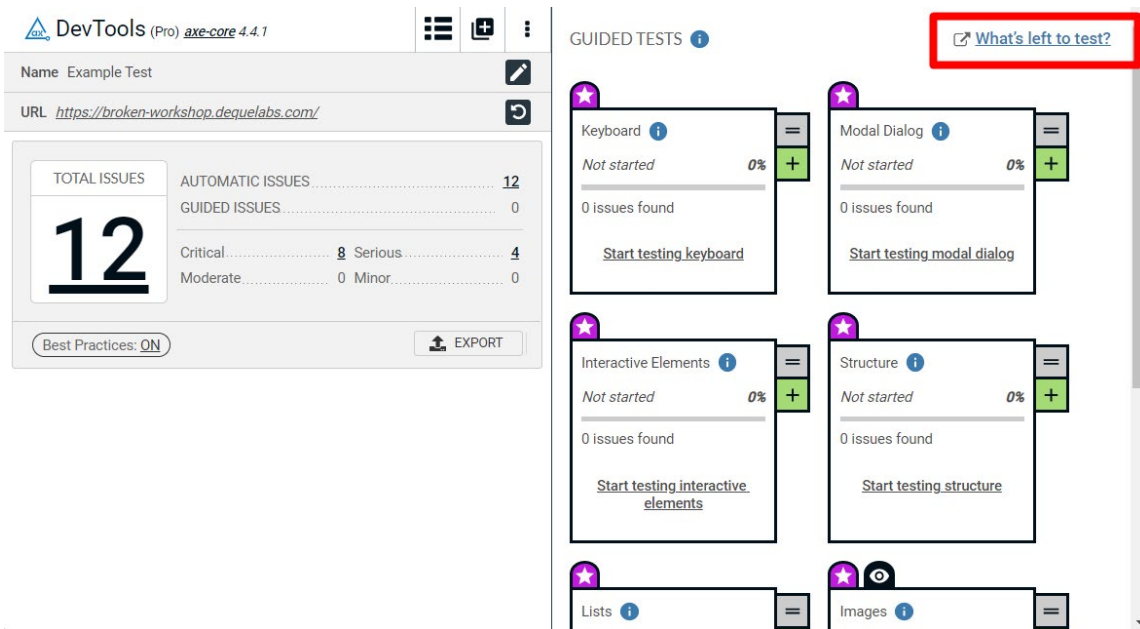 DevTools (Pro) axe-core 4.4.1
Name Example Test
URL https://broken-workshop.dequelabs.com/
TOTAL ISSUES
12
AUTOMATIC ISSUES 12
GUIDED ISSUES 0
Critical 8 Serious 4
Moderate 0 Minor 0
Best Practices: ON
EXPORT
GUIDED TESTS
What's left to test?
Keyboard
Not started 0%
0 issues found
Start testing keyboard
Modal Dialog
Not started 0%
0 issues found
Start testing modal dialog
Interactive Elements
Not started 0%
0 issues found
Start testing interactive
elements
Structure
Not started 0%
0 issues found
Start testing structure
Lists
Images